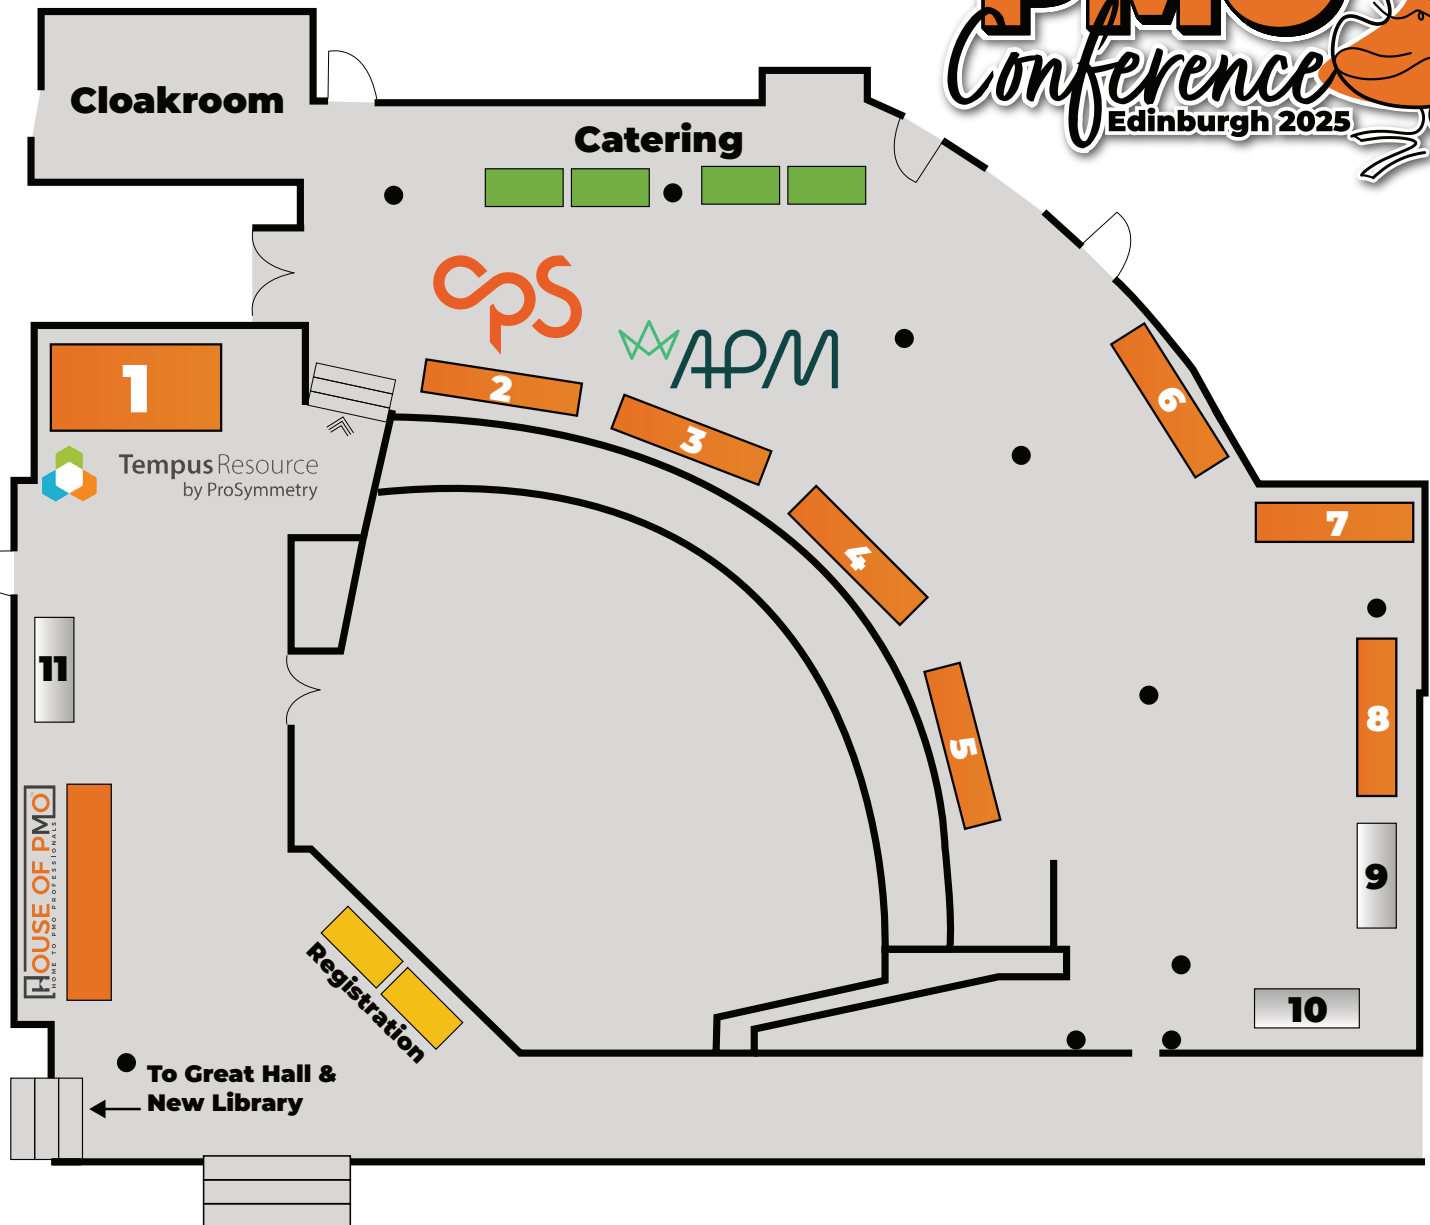 PMO
Conference
Edinburgh 2025
Cloakroom
Catering
cps
APM
1
2
3
4
5
6
7
8
9
10
11
Tempus Resource
by ProSymmetry
HOUSE OF PMO
HOME TO PMO PROFESSIONALS
Registration
To Great Hall &
New Library